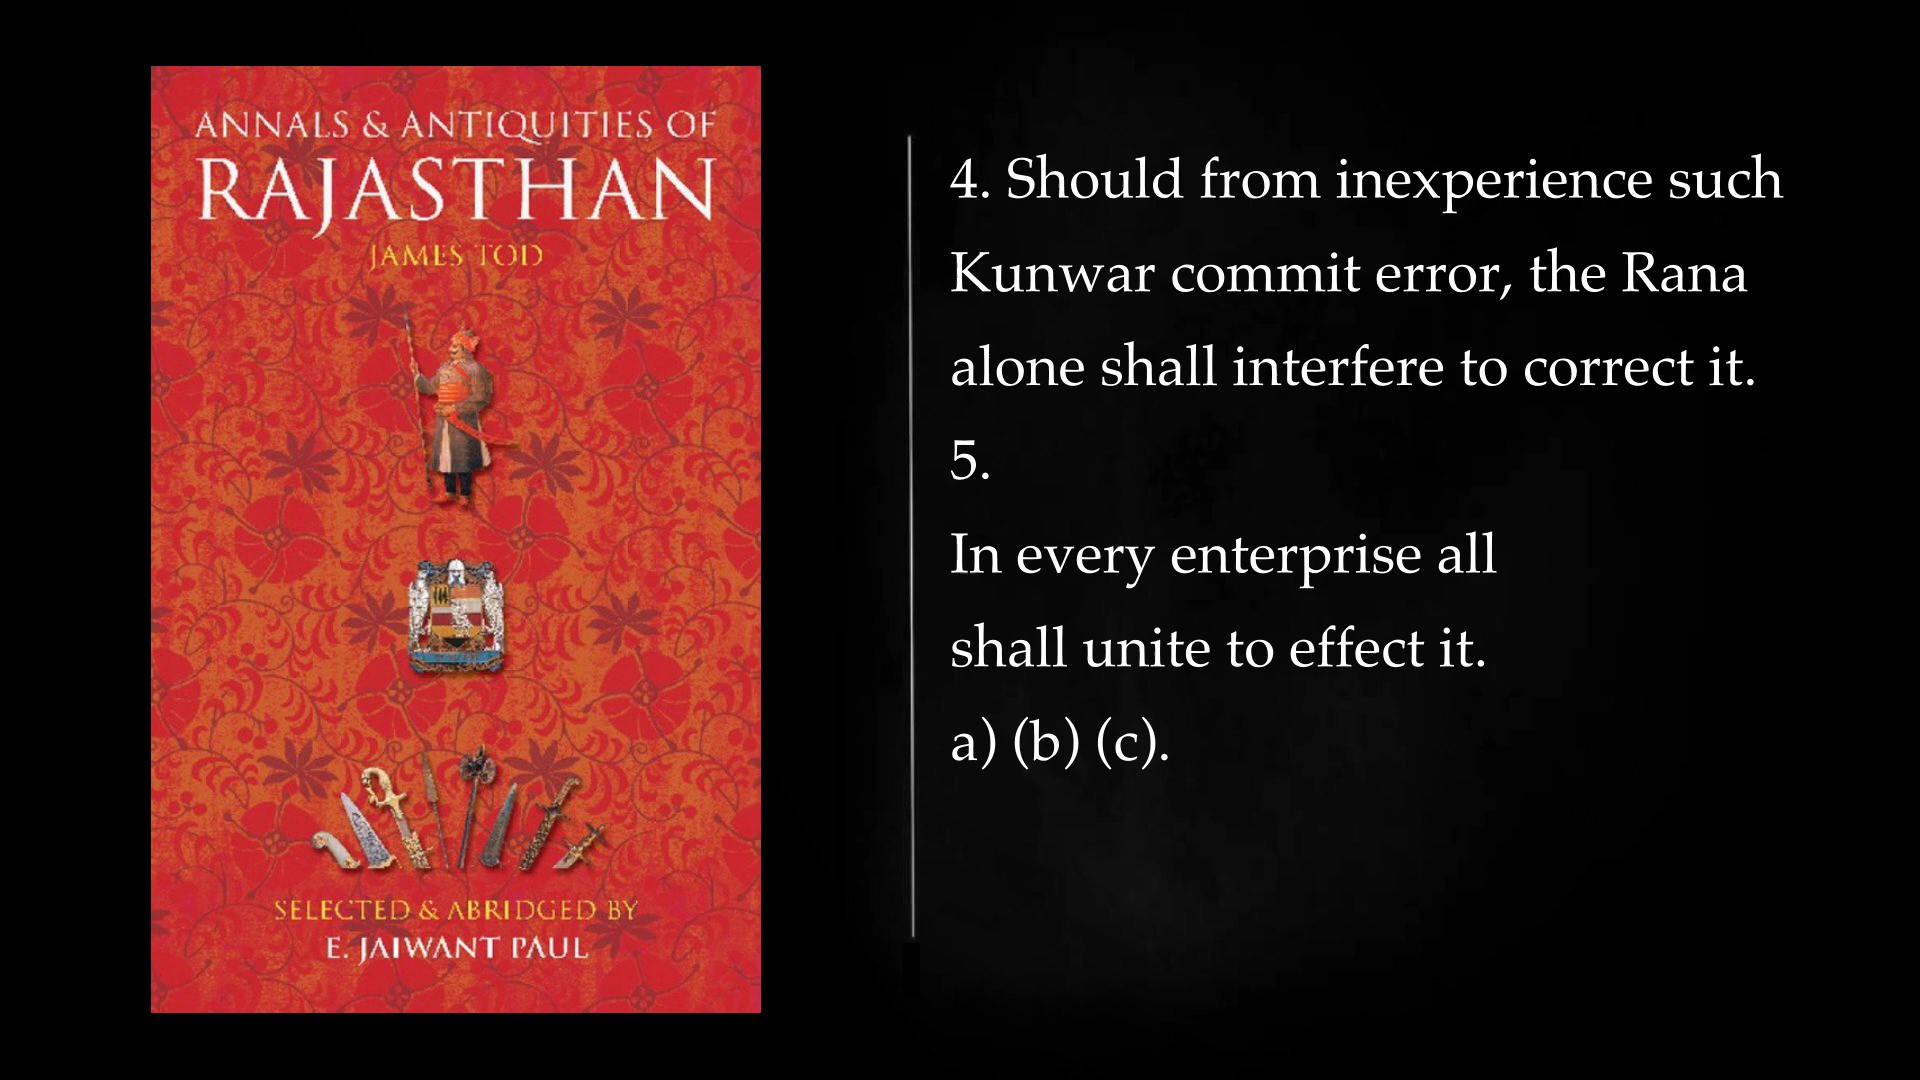 ANNALS & ANTIQUITIES OF
RAJASTHAN
JAMES TOD
SELECTED & ABRIDGED BY
E. JAIWANT PAUL
4. Should from inexperience such
Kunwar commit error, the Rana
alone shall interfere to correct it.
5.
In every enterprise all
shall unite to effect it.
a) (b) (c).